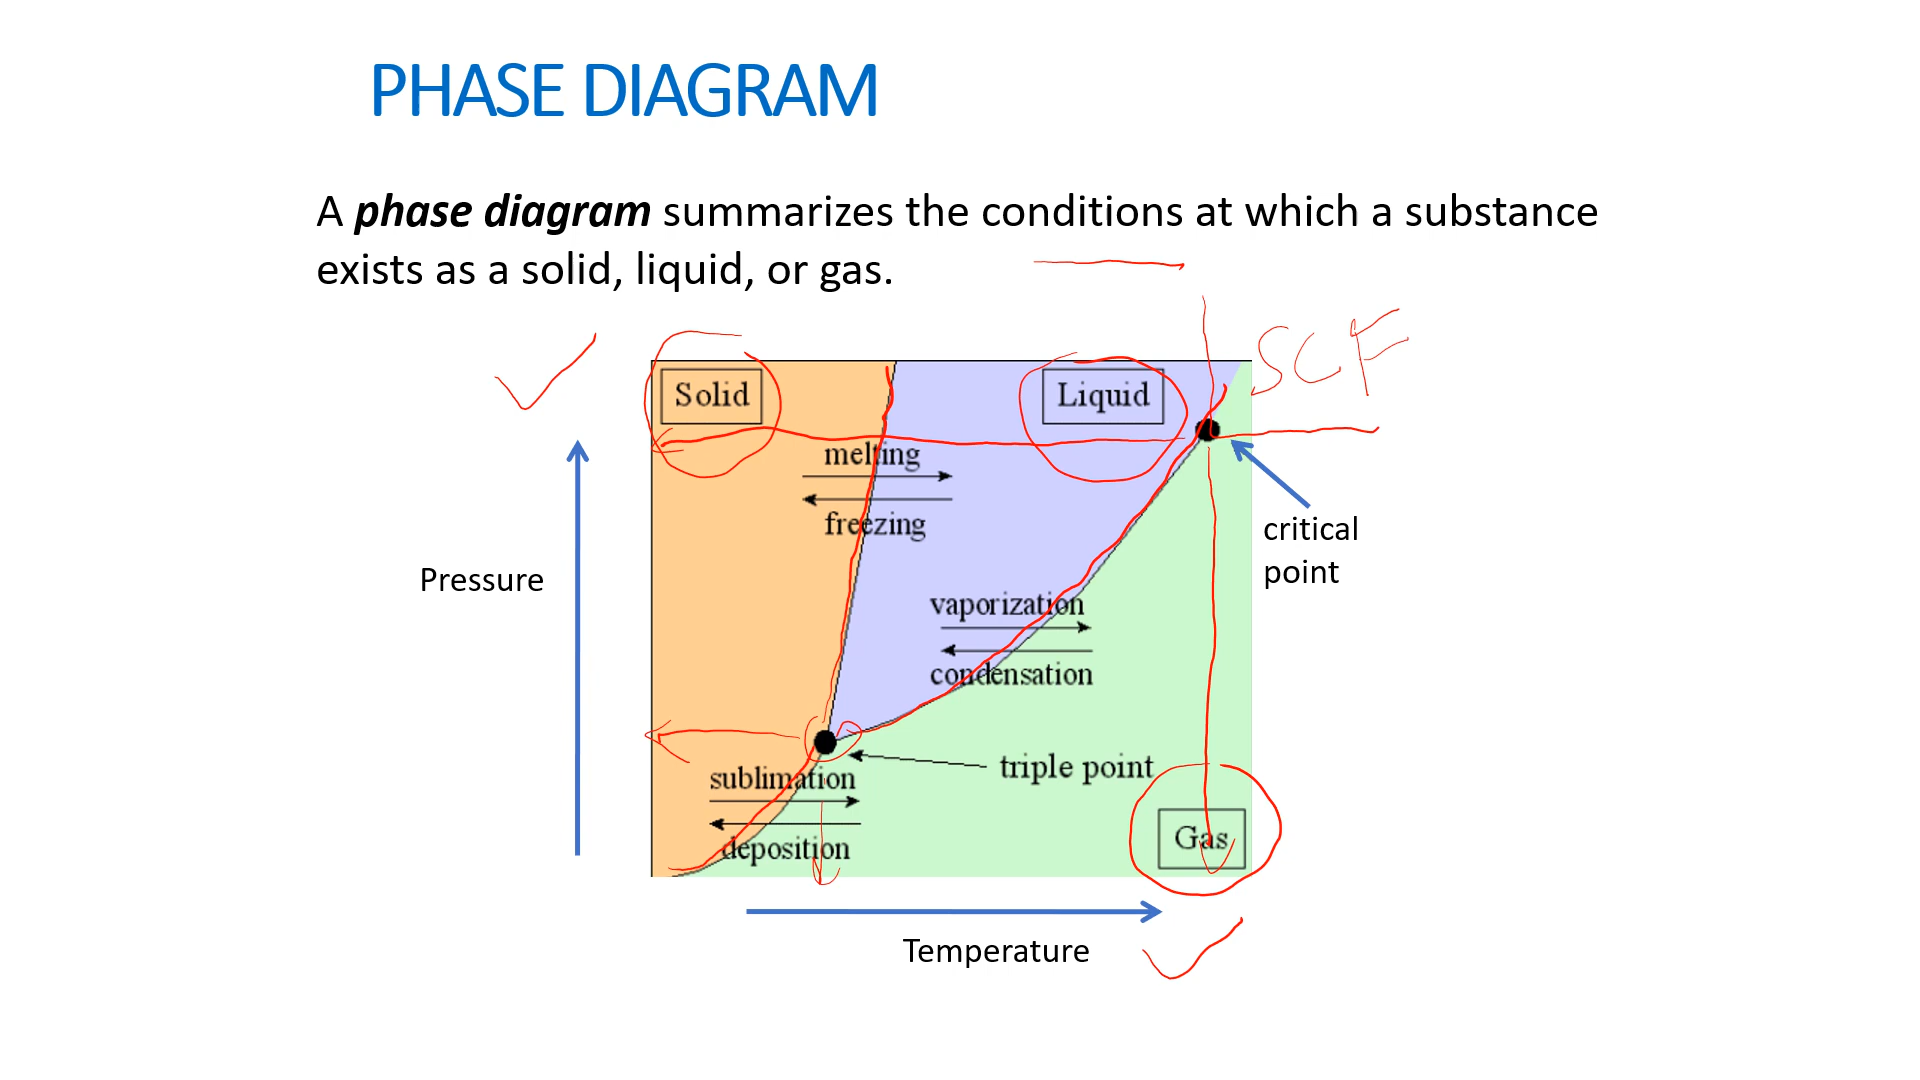 PHASE DIAGRAM
A phase diagram summarizes the conditions at which a substance
exists as a solid, liquid, or gas.
SCF
Solid
Liquid
melting
freezing
critical
point
Pressure
vaporization
condensation
triple point
sublimation
deposition
Gas
Temperature